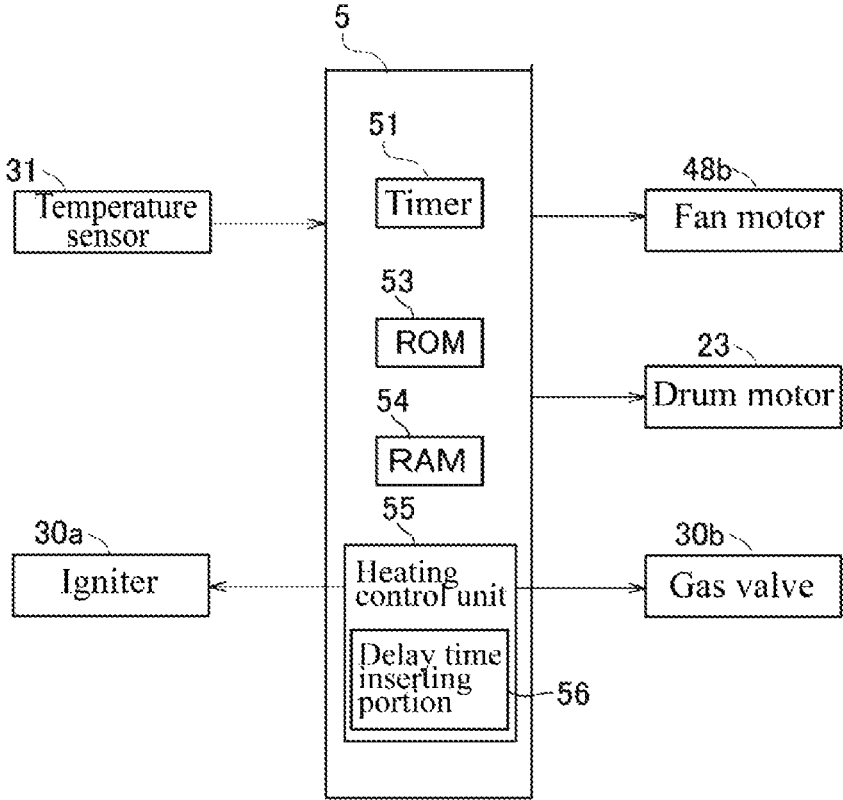 5
51
Timer
31
Temperature
sensor
48b
Fan motor
53
ROM
23
Drum motor
54
RAM
55
30a
Igniter
Heating
control unit
30b
Gas valve
Delay time
inserting
portion
56